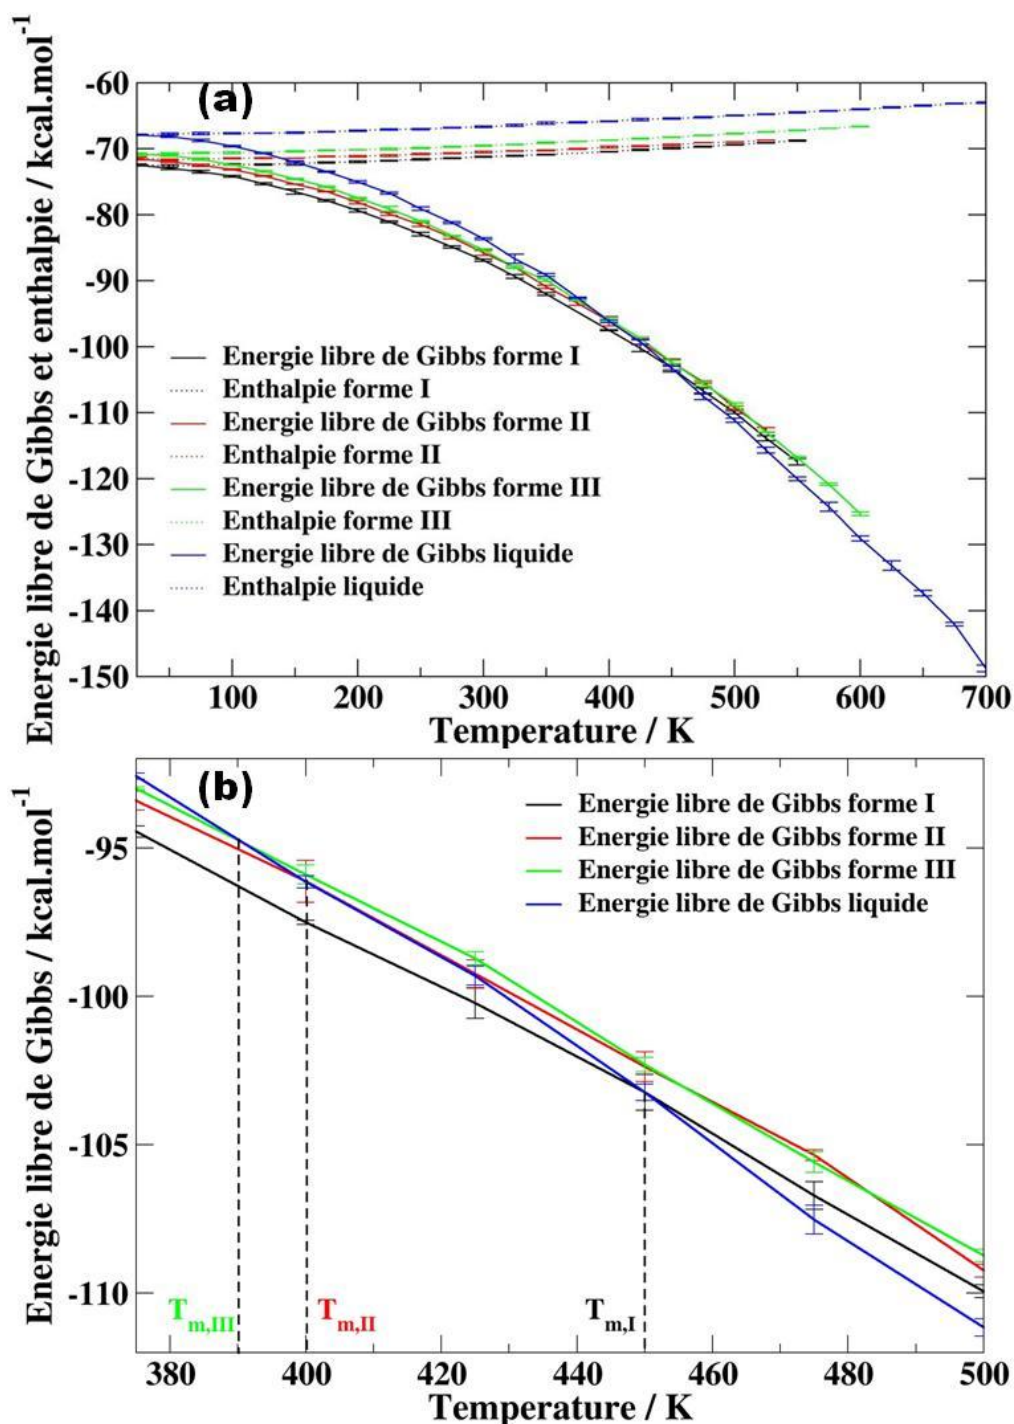 (a)
Energie libre de Gibbs et enthalpie / kcal.mol-1
-60
-70
-80
-90
-100
-110
-120
-130
-140
-150
Energie libre de Gibbs forme I
Enthalpie forme I
Energie libre de Gibbs forme II
Enthalpie forme II
Energie libre de Gibbs forme III
Enthalpie forme III
Energie libre de Gibbs liquide
Enthalpie liquide
100 200 300 400 500 600 700
Temperature / K
(b)
Energie libre de Gibbs / kcal.mol-1
-95
-100
-105
-110
Energie libre de Gibbs forme I
Energie libre de Gibbs forme II
Energie libre de Gibbs forme III
Energie libre de Gibbs liquide
Tm,III Tm,II Tm,I
380 400 420 440 460 480 500
Temperature / K